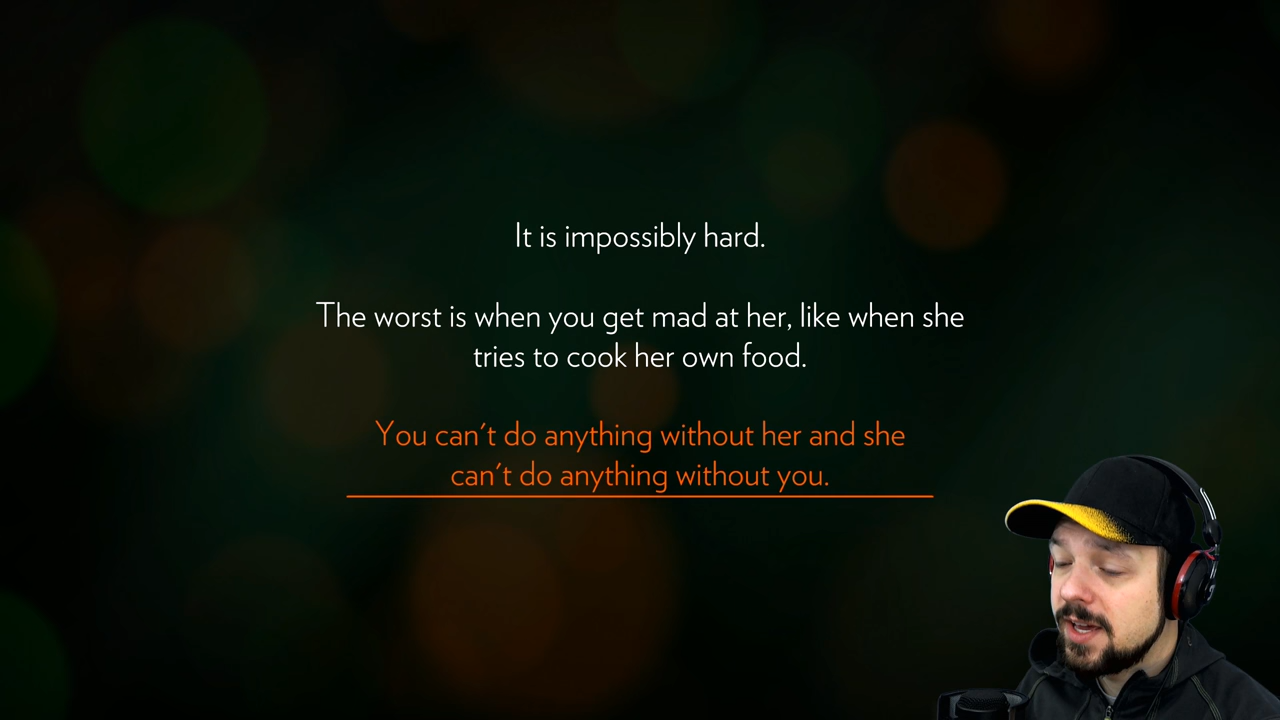 It is impossibly hard.
The worst is when you get mad at her, like when she
tries to cook her own food.
You can't do anything without her and she
can't do anything without you.